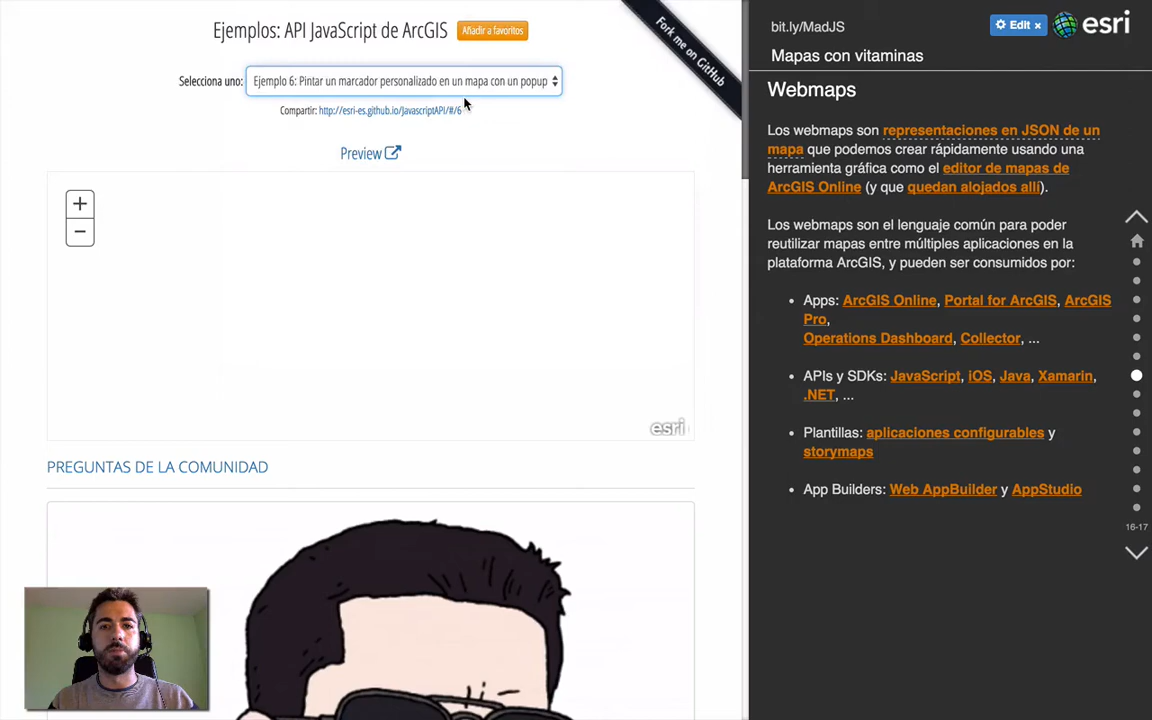 Ejemplos: API JavaScript de ArcGIS
Añadir a favoritos
Fork me on GitHub
Selecciona uno:
Ejemplo 6: Pintar un marcador personalizado en un mapa con un popup
Compartir: http://esri-es.github.io/JavascriptAPI/#/6
Preview
+
−
esri
PREGUNTAS DE LA COMUNIDAD
bit.ly/MadJS
Edit ×
esri
Mapas con vitaminas
Webmaps
Los webmaps son representaciones en JSON de un
mapa que podemos crear rápidamente usando una
herramienta gráfica como el editor de mapas de
ArcGIS Online (y que quedan alojados allí).
Los webmaps son el lenguaje común para poder
reutilizar mapas entre múltiples aplicaciones en la
plataforma ArcGIS, y pueden ser consumidos por:
• Apps: ArcGIS Online, Portal for ArcGIS, ArcGIS
Pro,
Operations Dashboard, Collector, ...
• APIs y SDKs: JavaScript, iOS, Java, Xamarin,
.NET, ...
• Plantillas: aplicaciones configurables y
storymaps
• App Builders: Web AppBuilder y AppStudio
16-17